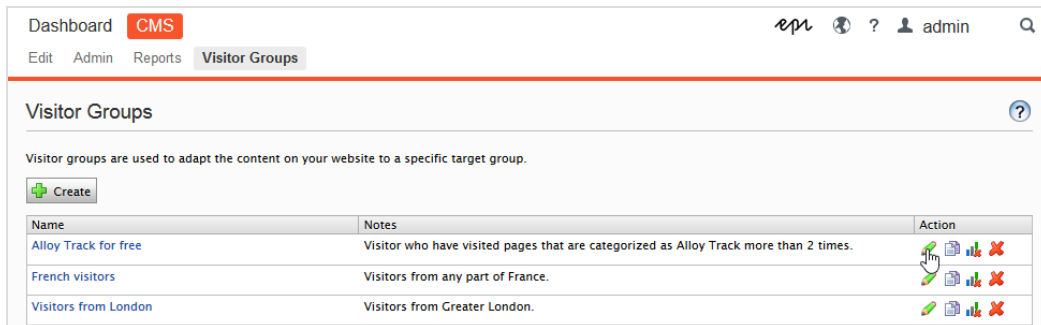 Dashboard CMS epi ? admin
Edit Admin Reports Visitor Groups
Visitor Groups ?
Visitor groups are used to adapt the content on your website to a specific target group.
Create
Name Notes Action
Alloy Track for free Visitor who have visited pages that are categorized as Alloy Track more than 2 times.
French visitors Visitors from any part of France.
Visitors from London Visitors from Greater London.